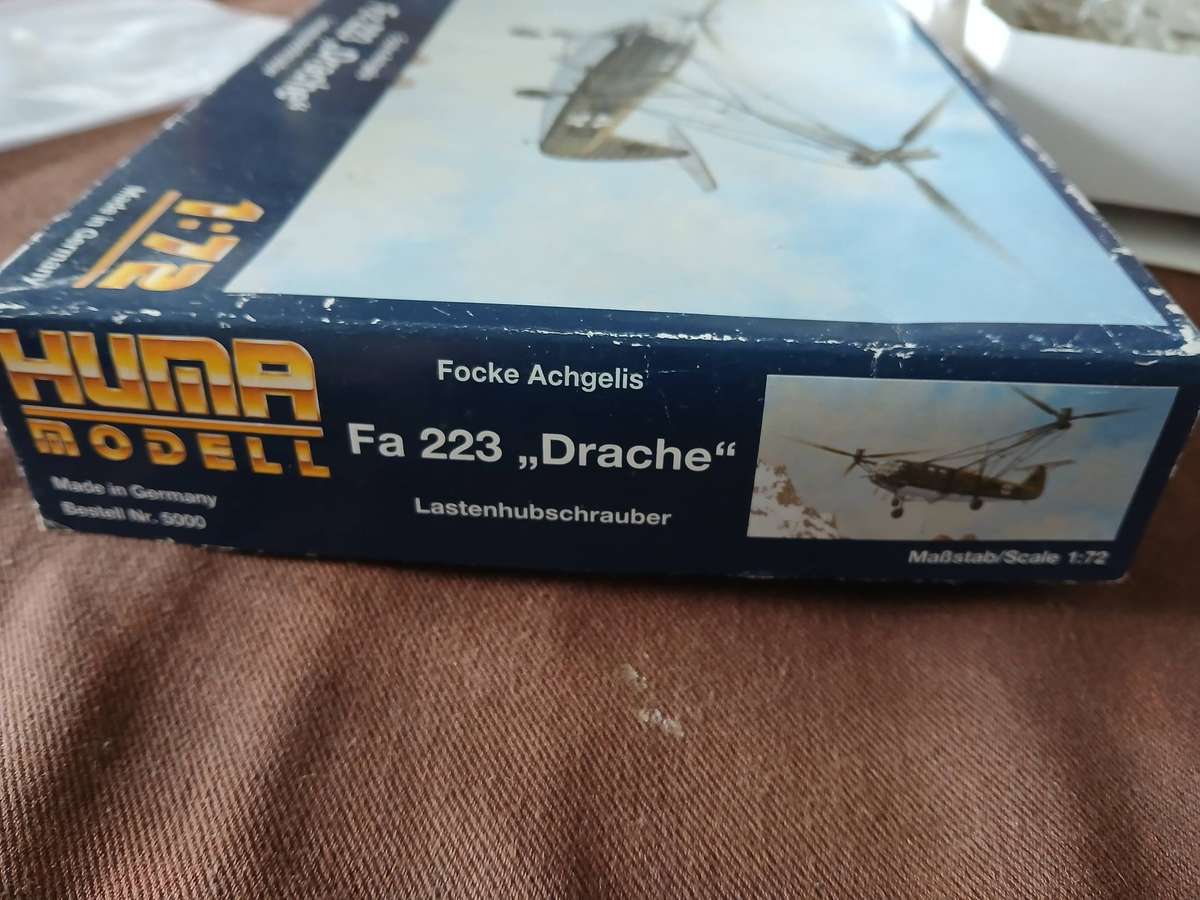 1:72
Made in Germany
HUMA
MODELL
Made in Germany
Bestell Nr. 5000
Focke Achgelis
Fa 223 „Drache“
Lastenhubschrauber
Maßstab/Scale 1:72